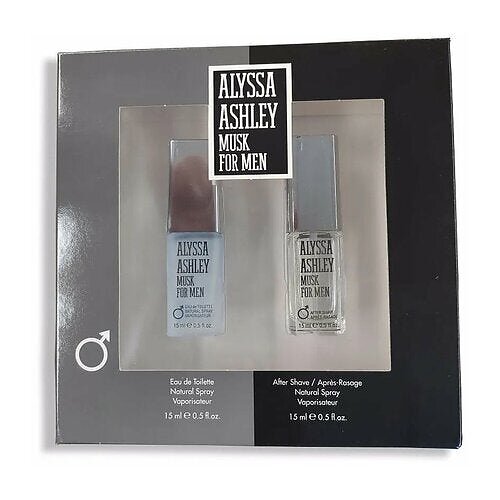 ALYSSA
ASHLEY
MUSK
FOR MEN
ALYSSA
ASHLEY
MUSK
FOR MEN
EAU de TOILETTE
NATURAL SPRAY
VAPORISATEUR
15 ml e 0.5 fl oz.
ALYSSA
ASHLEY
MUSK
FOR MEN
AFTER SHAVE
APRÈS-RASAGE
15 ml e 0.5 fl oz.
Eau de Toilette
Natural Spray
Vaporisateur
15 ml e 0.5 fl.oz.
After Shave / Après-Rasage
Natural Spray
Vaporisateur
15 ml e 0.5 fl.oz.